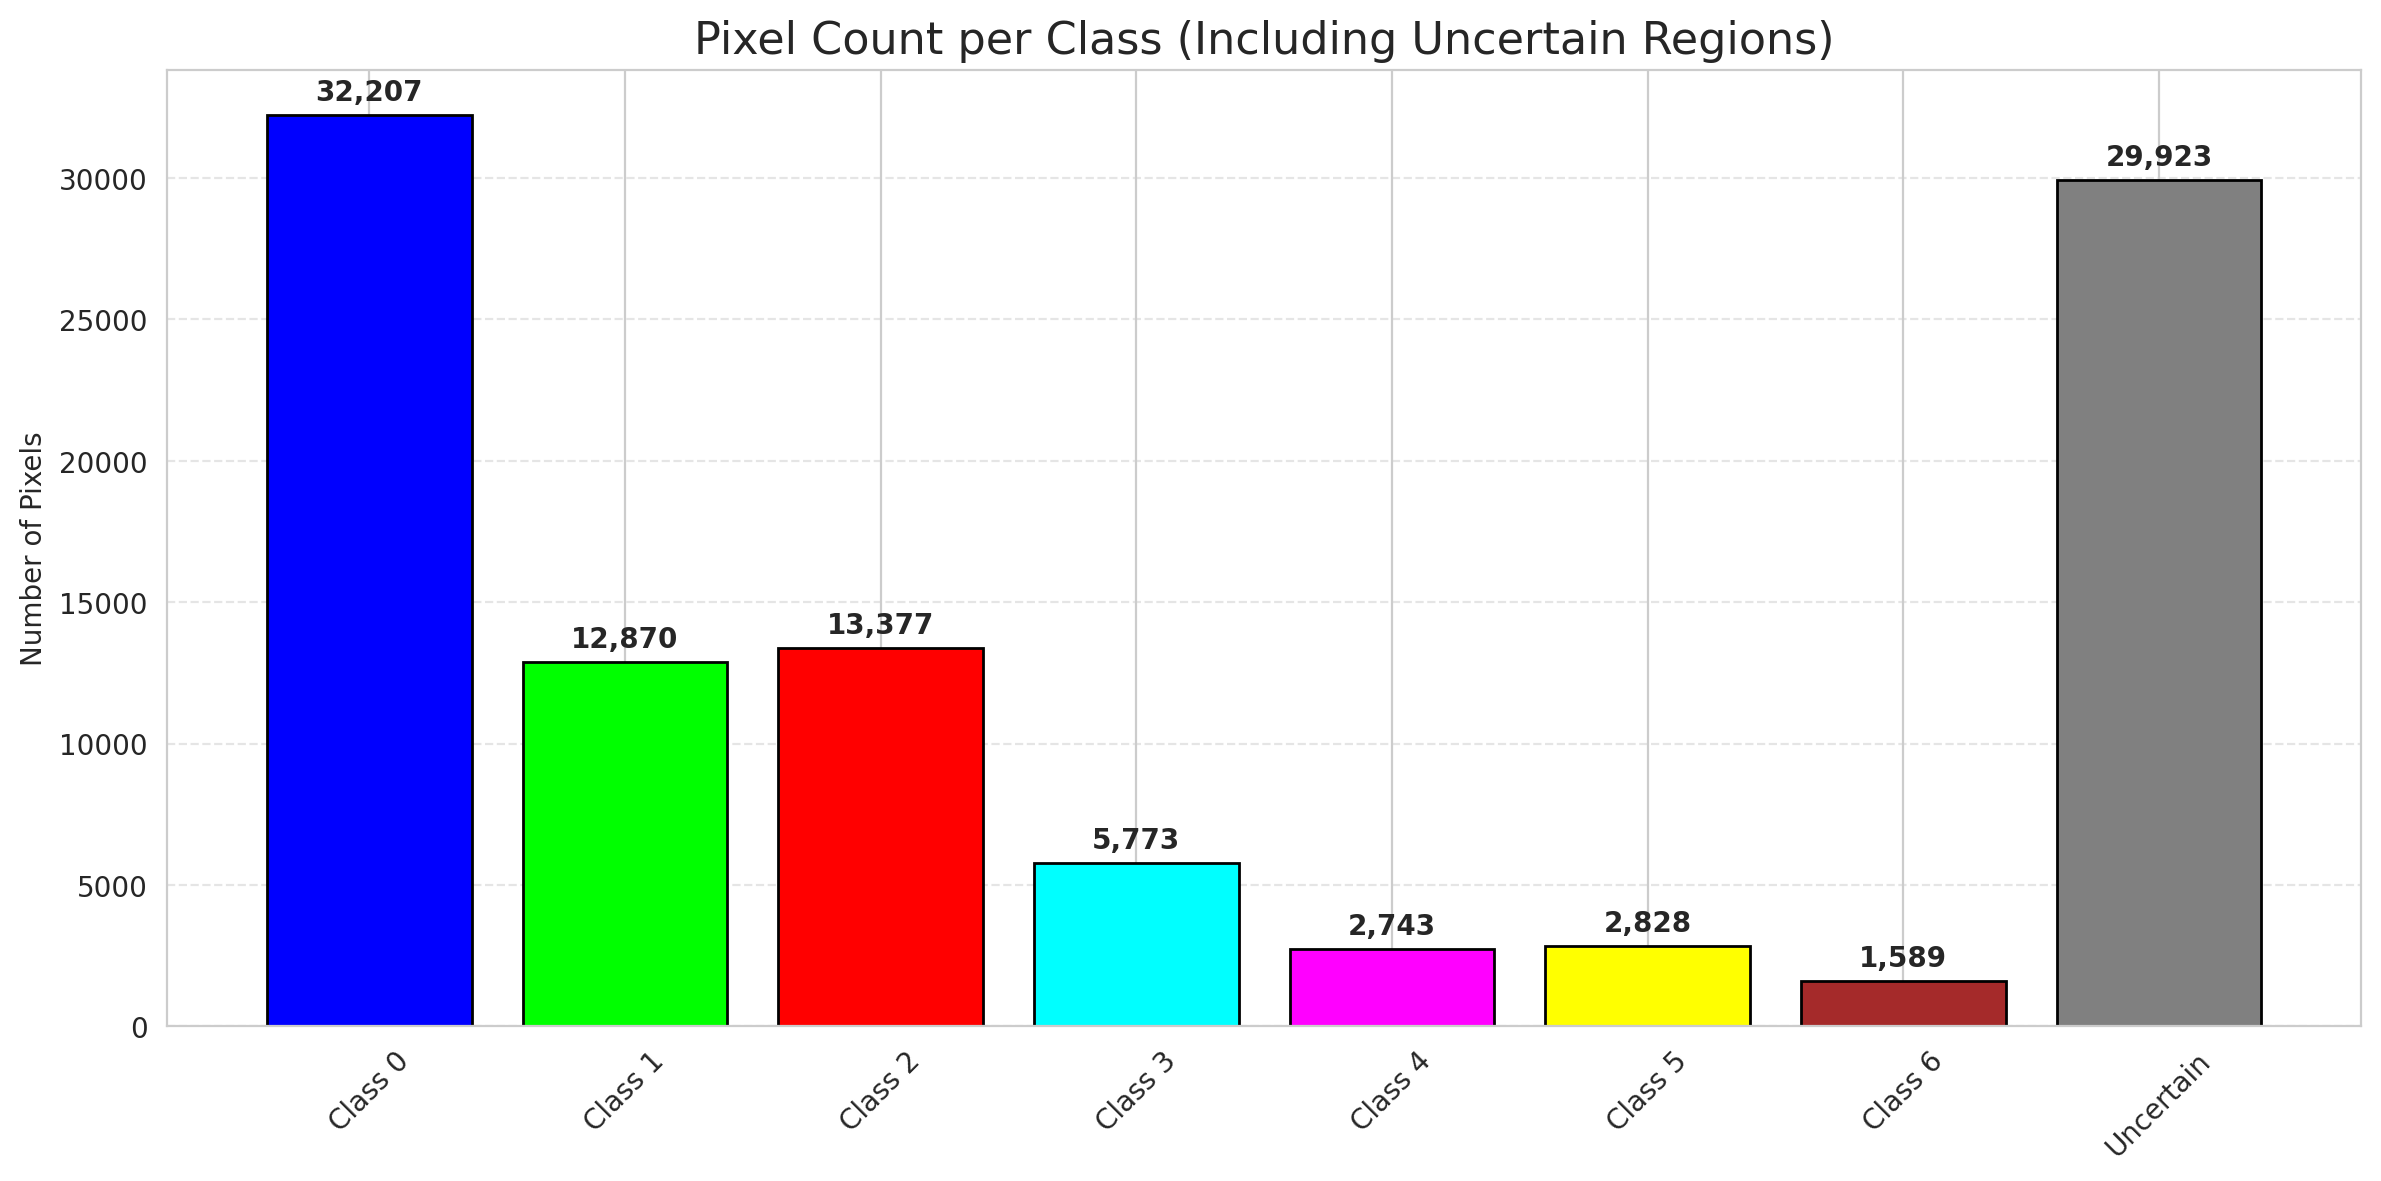 Pixel Count per Class (Including Uncertain Regions)
32,207
29,923
30000
25000
20000
Number of Pixels
15000
13,377
12,870
10000
5,773
5000
2,743
2,828
1,589
0
Class 0
Class 1
Class 2
Class 3
Class 4
Class 5
Class 6
Uncertain